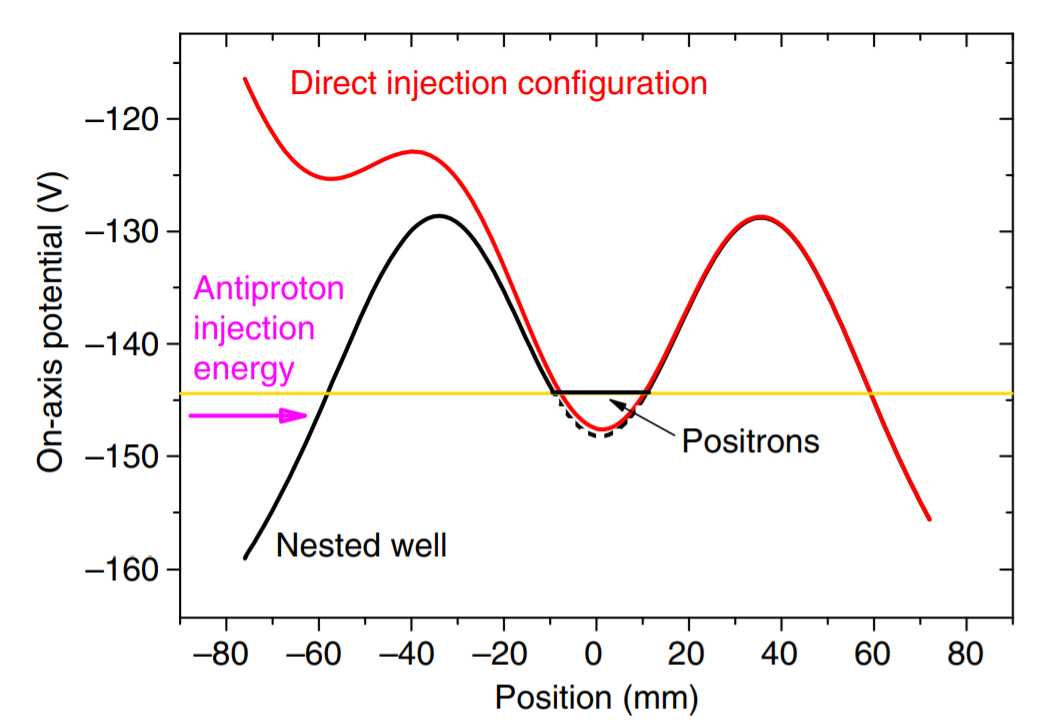 Direct injection configuration
–120
–130
–140
–150
–160
On-axis potential (V)
Antiproton
injection
energy
Positrons
Nested well
–80
–60
–40
–20
0
20
40
60
80
Position (mm)